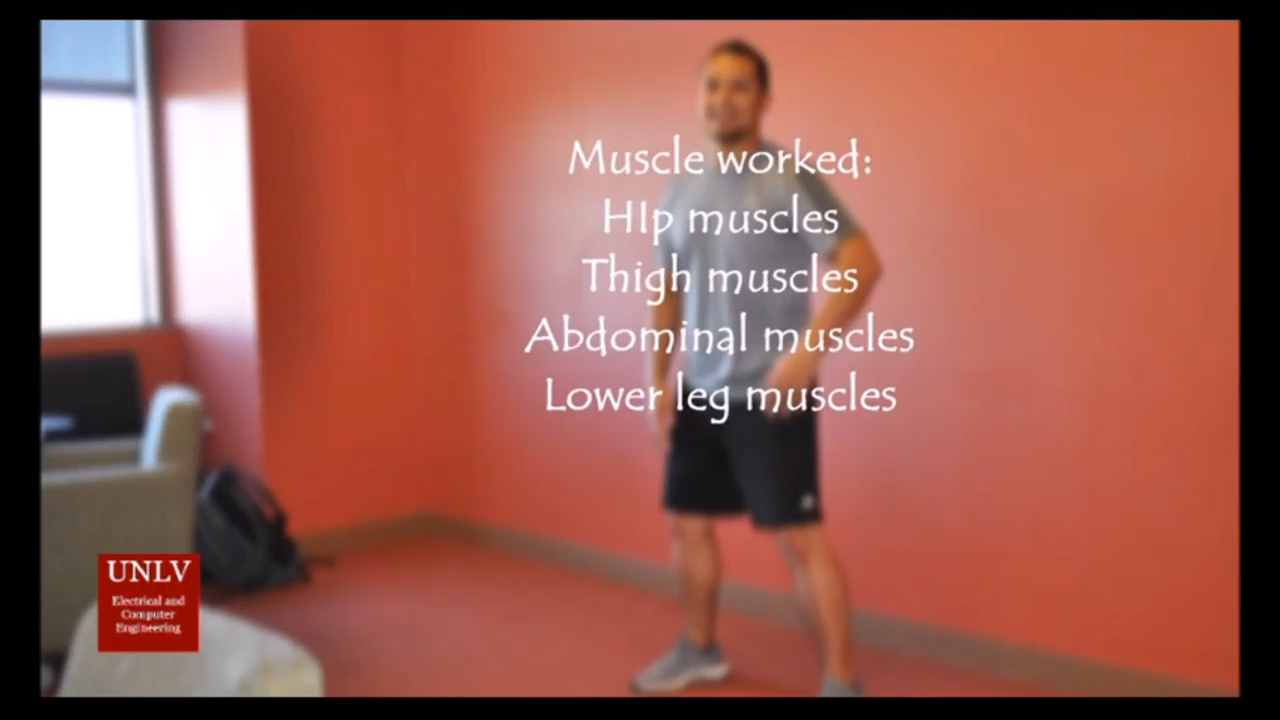 Muscle worked:
HIp muscles
Thigh muscles
Abdominal muscles
Lower leg muscles
UNLV
Electrical and
Computer
Engineering